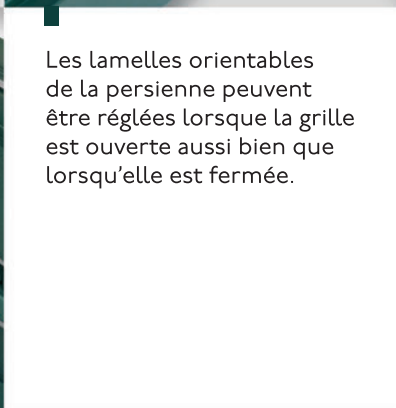 Les lamelles orientables
de la persienne peuvent
être réglées lorsque la grille
est ouverte aussi bien que
lorsqu’elle est fermée.